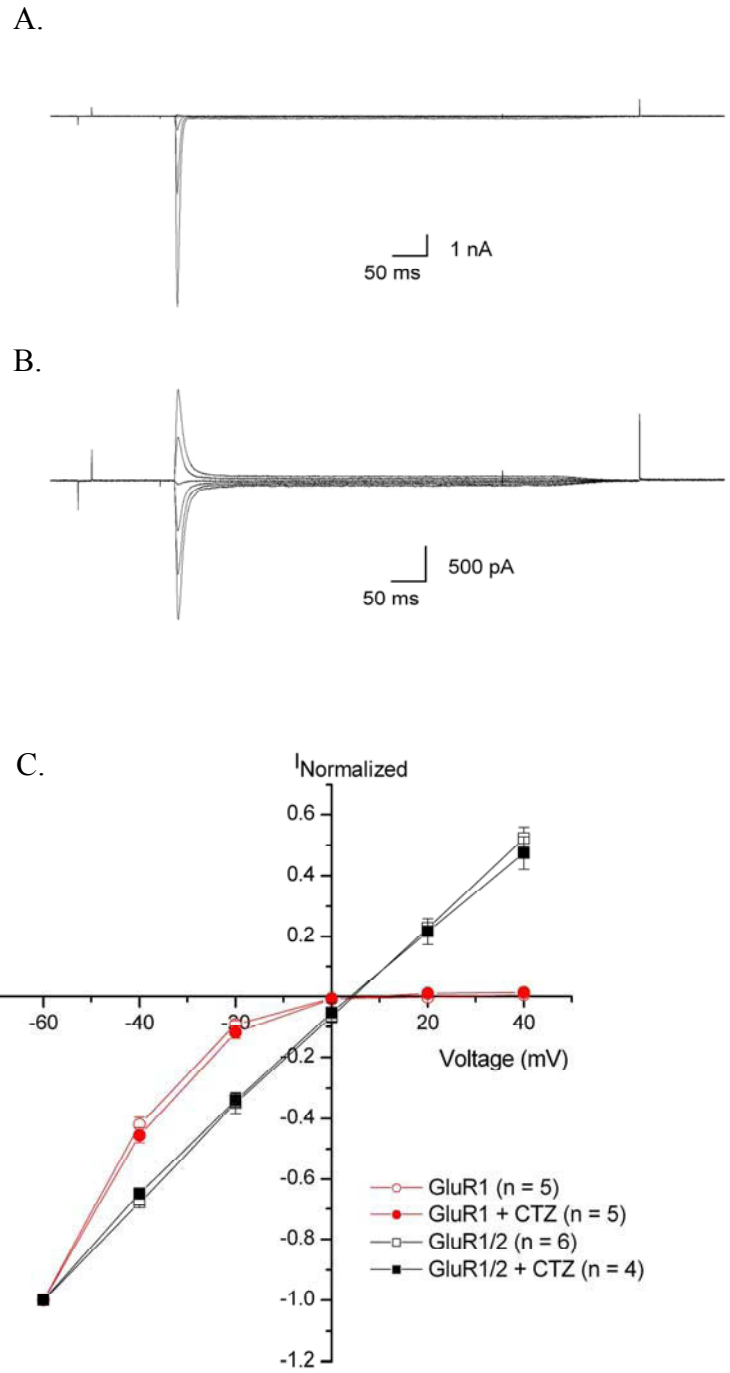 A.
1 nA
50 ms
B.
500 pA
50 ms
C.
INormalized
0.6
0.4
0.2
-60 -40 -20 20 40
-0.2
Voltage (mV)
-0.4
-0.6
-0.8
-1.0
-1.2
GluR1 (n = 5)
GluR1 + CTZ (n = 5)
GluR1/2 (n = 6)
GluR1/2 + CTZ (n = 4)